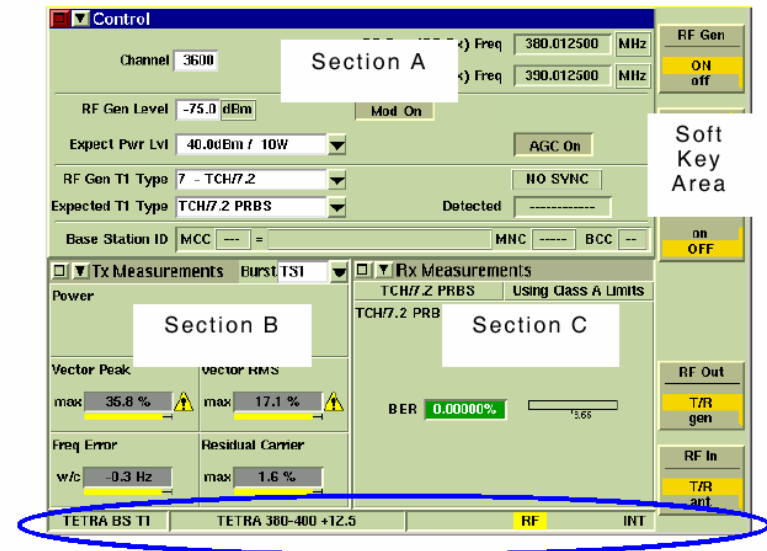 Control
Channel 3600
x) Freq 380.012500 MHz
x) Freq 390.012500 MHz
Section A
RF Gen Level -75.0 dBm Mod On
Expect Pwr Lvl 40.0dBm / 10W AGC On
RF Gen T1 Type 7 - TCH/7.2 NO SYNC
Expected T1 Type TCH/7.2 PRBS Detected ------------
Base Station ID MCC --- = MNC ----- BCC --
Tx Measurements Burst TS1
Power
Section B
Vector Peak Vector RMS
max 35.8 % max 17.1 %
Freq Error Residual Carrier
w/c -0.3 Hz max 1.6 %
Rx Measurements
TCH/7.2 PRBS Using Class A Limits
TCH/7.2 PRB
Section C
BER 0.00000%
RF Gen
ON
off
Soft
Key
Area
on
OFF
RF Out
T/R
gen
RF In
T/R
ant
TETRA BS T1 TETRA 380-400 +12.5 RF INT